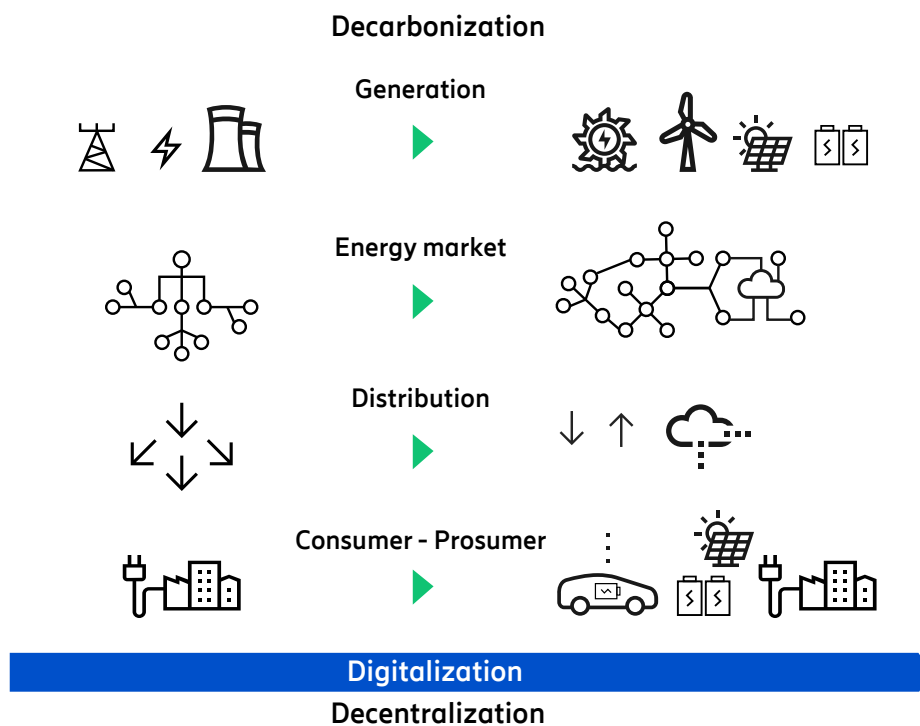 Decarbonization
Generation
Energy market
Distribution
Consumer - Prosumer
Digitalization
Decentralization